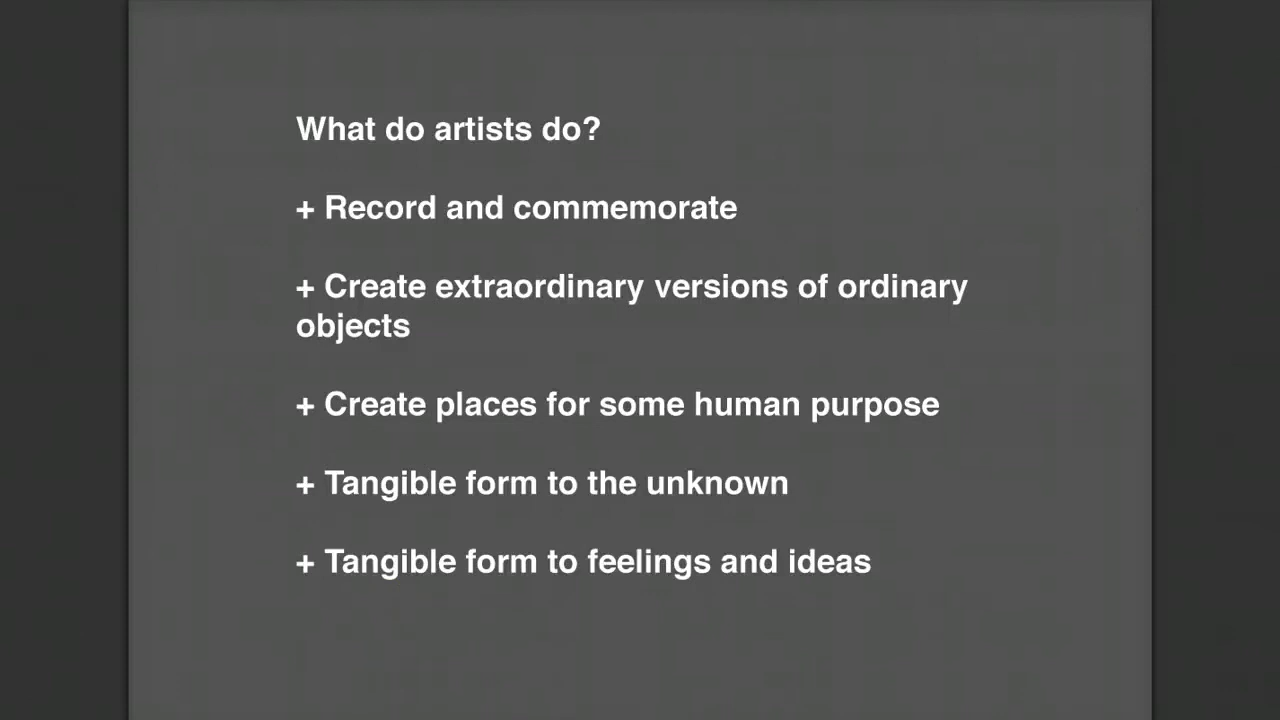 What do artists do?
+ Record and commemorate
+ Create extraordinary versions of ordinary
objects
+ Create places for some human purpose
+ Tangible form to the unknown
+ Tangible form to feelings and ideas